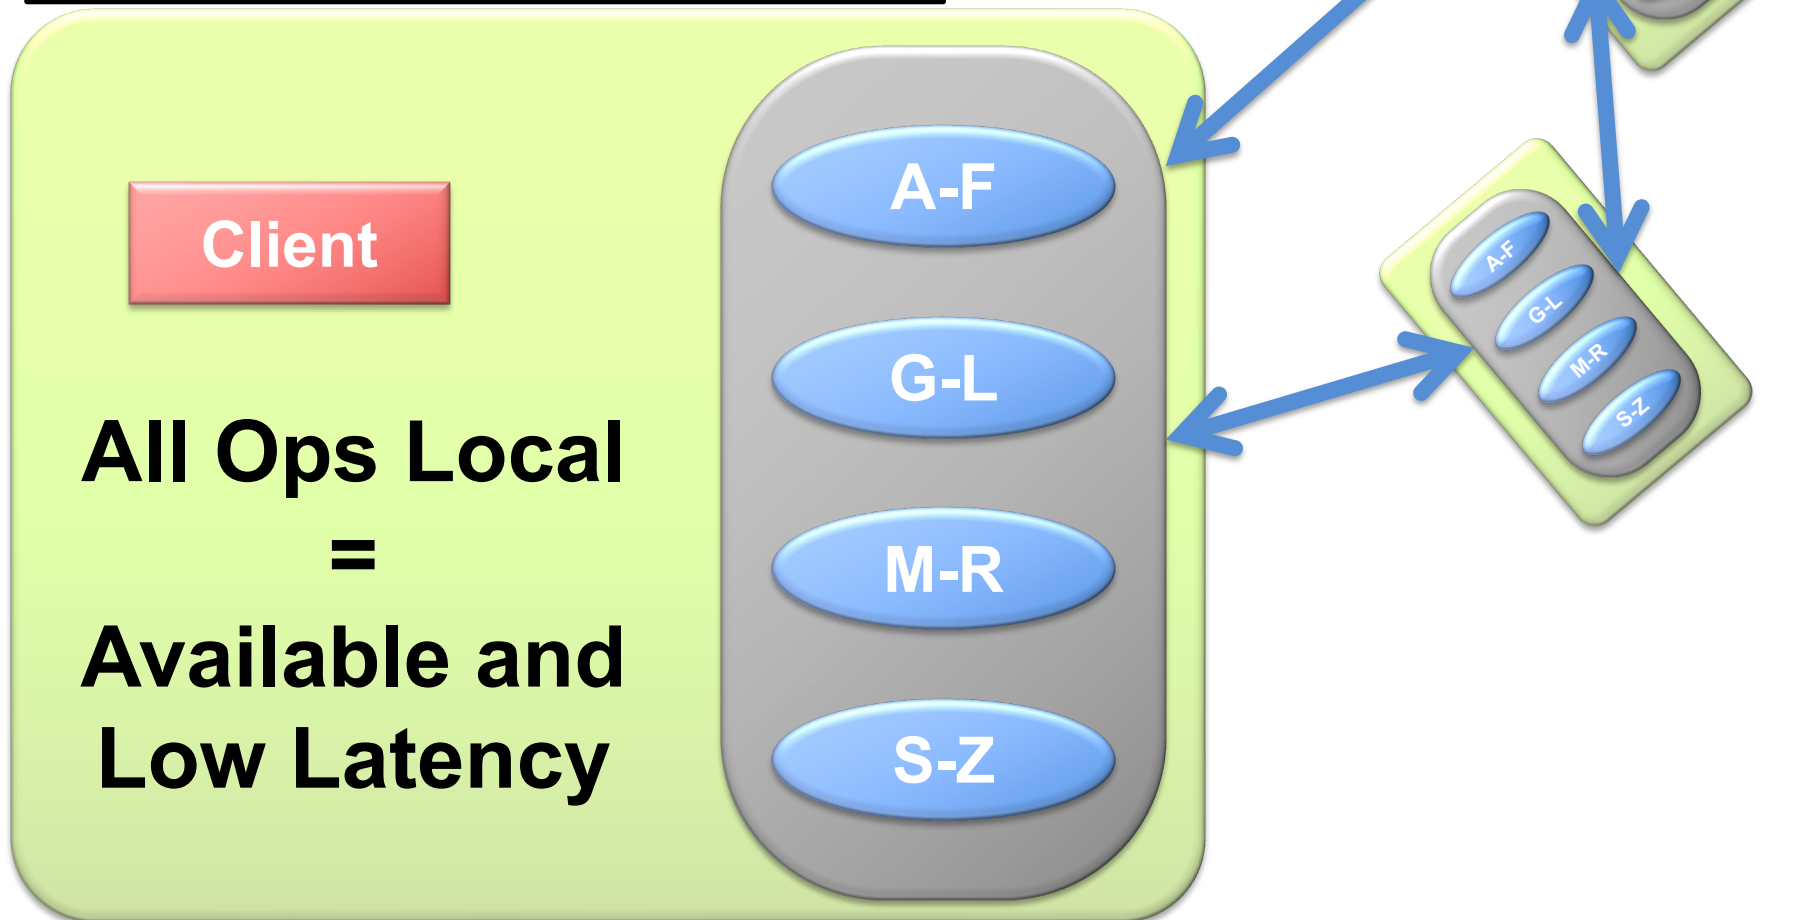 Client
All Ops Local
=
Available and
Low Latency
A-F
G-L
M-R
S-Z
A-F
G-L
M-R
S-Z